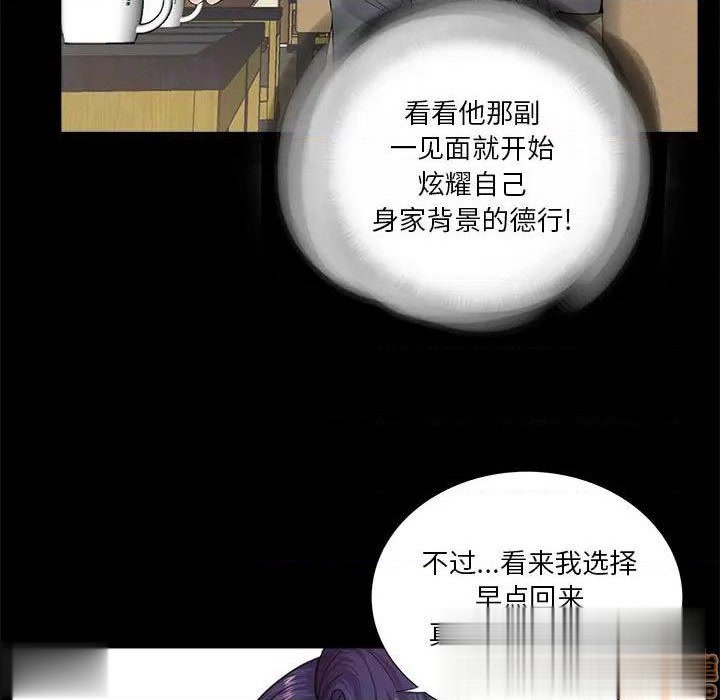 看看他那副
一见面就开始
炫耀自己
身家背景的德行!
不过...看来我选择
早点回来